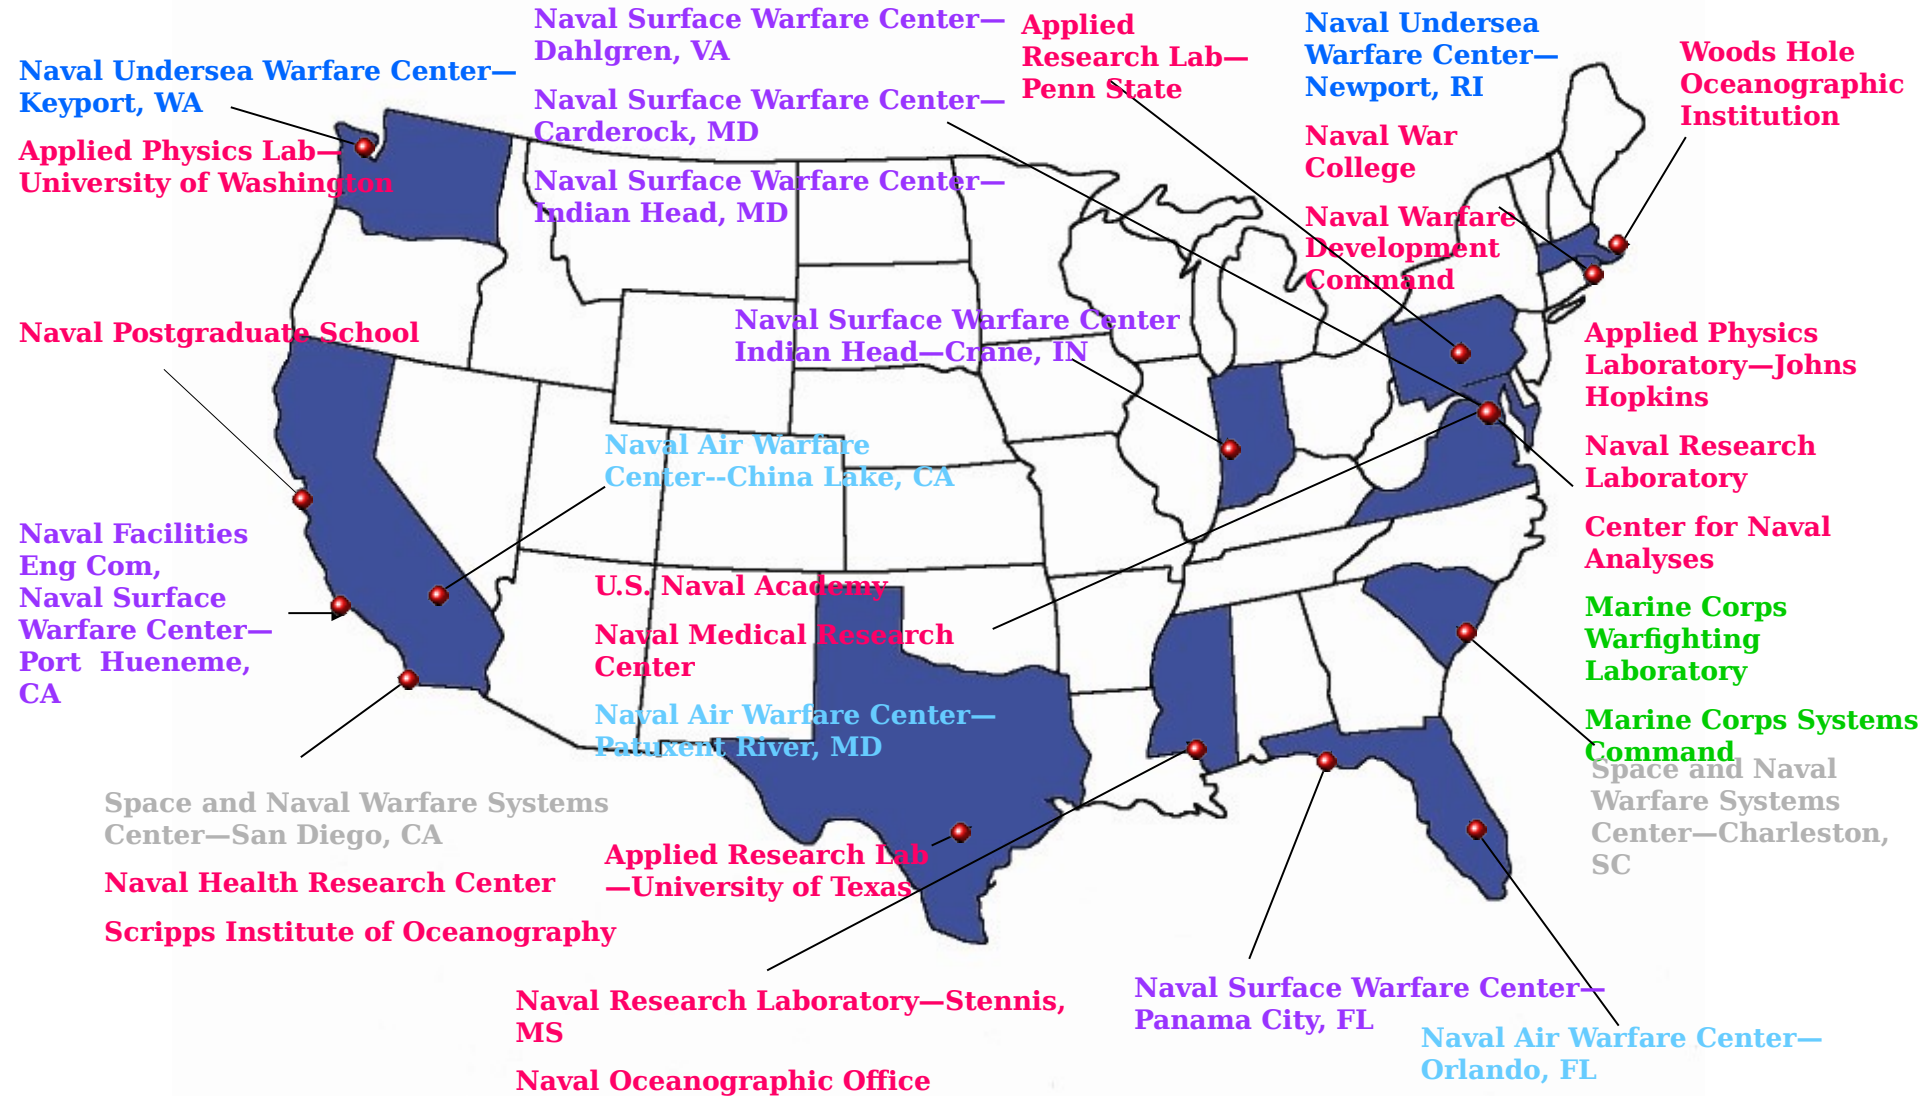 Naval Undersea Warfare Center—
Keyport, WA
Applied Physics Lab—
University of Washington
Naval Surface Warfare Center—
Dahlgren, VA
Naval Surface Warfare Center—
Carderock, MD
Naval Surface Warfare Center—
Indian Head, MD
Applied
Research Lab—
Penn State
Naval Undersea
Warfare Center—
Newport, RI
Naval War
College
Naval Warfare
Development
Command
Woods Hole
Oceanographic
Institution
Naval Postgraduate School
Naval Surface Warfare Center
Indian Head—Crane, IN
Applied Physics
Laboratory—Johns
Hopkins
Naval Research
Laboratory
Center for Naval
Analyses
Marine Corps
Warfighting
Laboratory
Marine Corps Systems
Command
Naval Air Warfare
Center--China Lake, CA
Naval Facilities
Eng Com,
Naval Surface
Warfare Center—
Port  Hueneme,
CA
U.S. Naval Academy
Naval Medical Research
Center
Naval Air Warfare Center—
Patuxent River, MD
Space and Naval
Warfare Systems
Center—Charleston,
SC
Space and Naval Warfare Systems
Center—San Diego, CA
Naval Health Research Center
Scripps Institute of Oceanography
Applied Research Lab
—University of Texas
Naval Research Laboratory—Stennis,
MS
Naval Oceanographic Office
Naval Surface Warfare Center—
Panama City, FL
Naval Air Warfare Center—
Orlando, FL